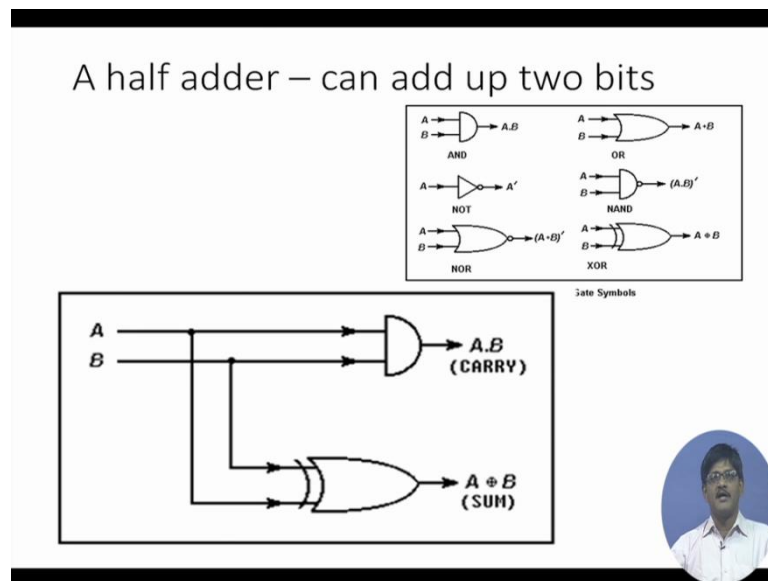 A half adder – can add up two bits
A
B
A.B
AND
A
B
A+B
OR
A
A'
NOT
A
B
(A.B)'
NAND
A
B
(A+B)'
NOR
A
B
A ⊕ B
XOR
Gate Symbols
A
B
A.B
(CARRY)
A ⊕ B
(SUM)